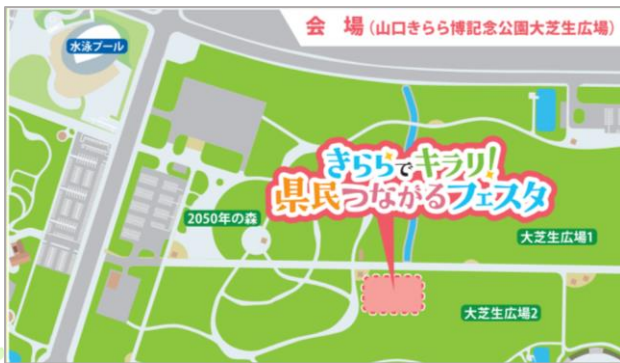 会 場（山口きらら博記念公園大芝生広場）
水泳プール
きららでキラリ！
県民つながるフェスタ
2050年の森
大芝生広場1
大芝生広場2